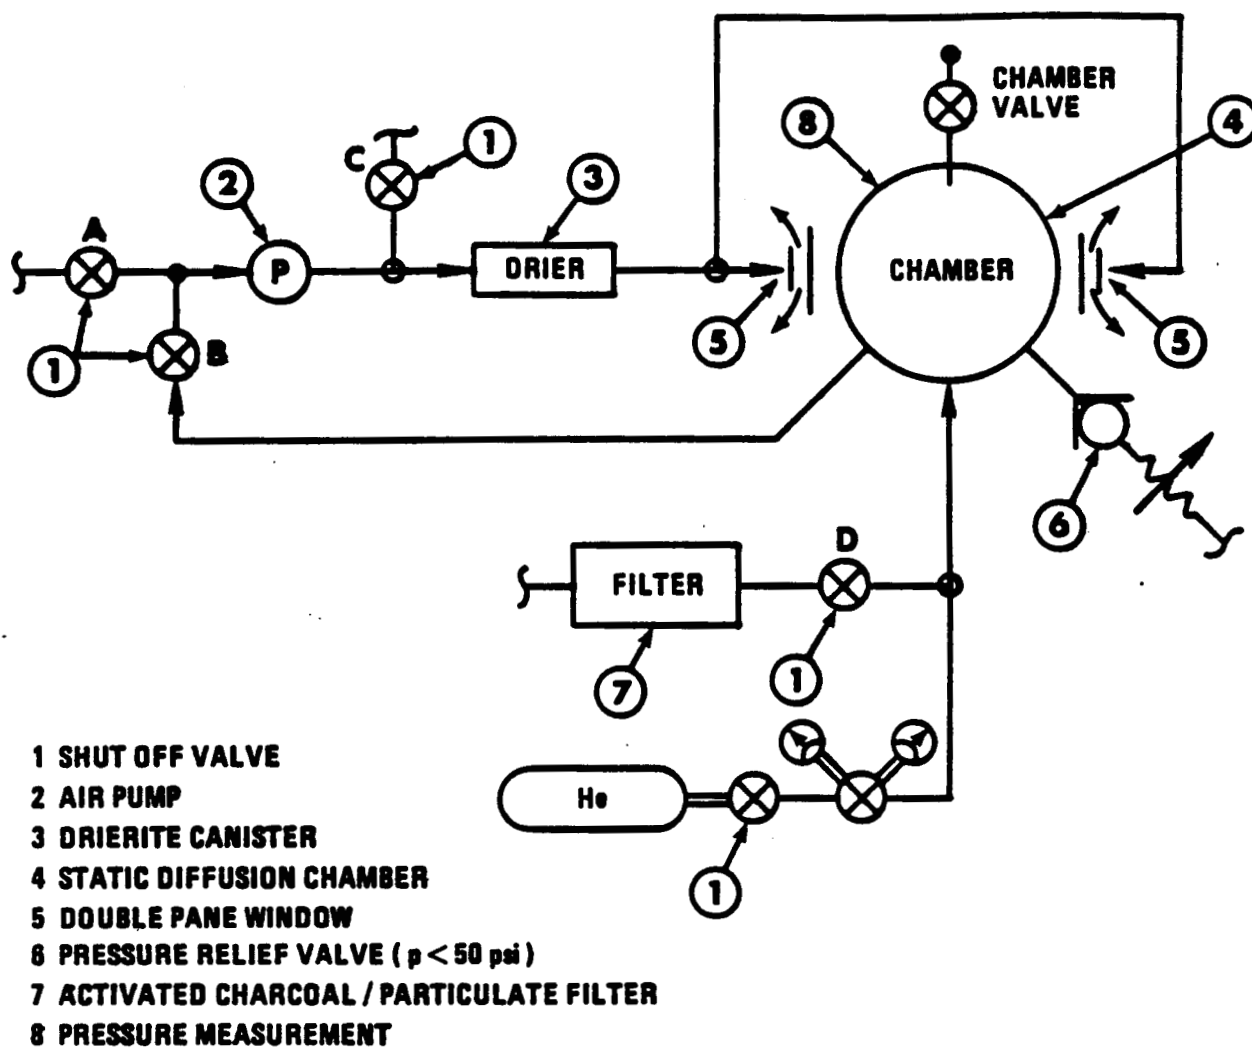 CHAMBER
VALVE
8
4
C
1
2
3
A
P
DRIER
CHAMBER
5
5
1
B
6
D
FILTER
7
1
He
1
1 SHUT OFF VALVE
2 AIR PUMP
3 DRIERITE CANISTER
4 STATIC DIFFUSION CHAMBER
5 DOUBLE PANE WINDOW
6 PRESSURE RELIEF VALVE ( p < 50 psi )
7 ACTIVATED CHARCOAL / PARTICULATE FILTER
8 PRESSURE MEASUREMENT